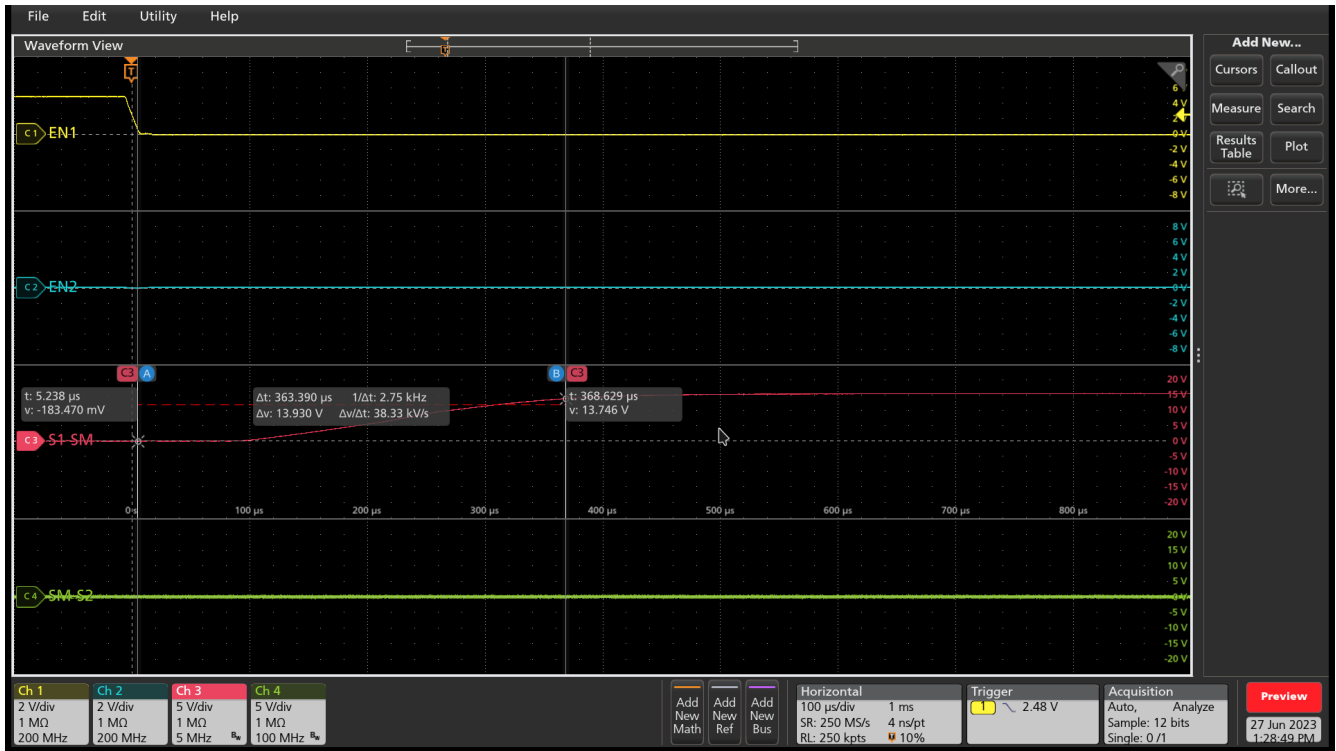 File Edit Utility Help
Waveform View
Add New...
Cursors Callout
Measure Search
Results Table Plot
More...
T
C1 EN1
6
4 V
2
0 V
-2 V
-4 V
-6 V
-8 V
C2 EN2
8 V
6 V
4 V
2 V
0 V
-2 V
-4 V
-6 V
-8 V
C3 A
B C3
t: 5.238 µs
v: -183.470 mV
Δt: 363.390 µs 1/Δt: 2.75 kHz
Δv: 13.930 V Δv/Δt: 38.33 kV/s
t: 368.629 µs
v: 13.746 V
C3 S1-SM
20 V
15 V
10 V
5 V
0 V
-5 V
-10 V
-15 V
-20 V
0 s 100 µs 200 µs 300 µs 400 µs 500 µs 600 µs 700 µs 800 µs
C4 SM-S2
20 V
15 V
10 V
5 V
0 V
-5 V
-10 V
-15 V
-20 V
Ch 1
2 V/div
1 MΩ
200 MHz
Ch 2
2 V/div
1 MΩ
200 MHz
Ch 3
5 V/div
1 MΩ
5 MHz Bw
Ch 4
5 V/div
1 MΩ
100 MHz Bw
Add New Math
Add New Ref
Add New Bus
Horizontal
100 µs/div 1 ms
SR: 250 MS/s 4 ns/pt
RL: 250 kpts 10%
Trigger
1 2.48 V
Acquisition
Auto, Analyze
Sample: 12 bits
Single: 0 /1
Preview
27 Jun 2023
1:28:49 PM